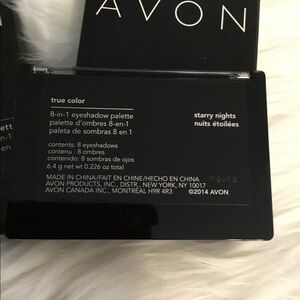 AVON
true color
8-in-1 eyeshadow palette
palette d'ombres 8-en-1
paleta de sombras 8 en 1
starry nights
nuits étoilées
contents: 8 eyeshadows
contenu : 8 ombres
contenido: 8 sombras de ojos
6.4 g net wt 0.226 oz total
MADE IN CHINA/FAIT EN CHINE/HECHO EN CHINA
AVON PRODUCTS, INC., DISTR., NEW YORK, NY 10017
AVON CANADA INC., MONTRÉAL H9R 4R3
©2014 AVON